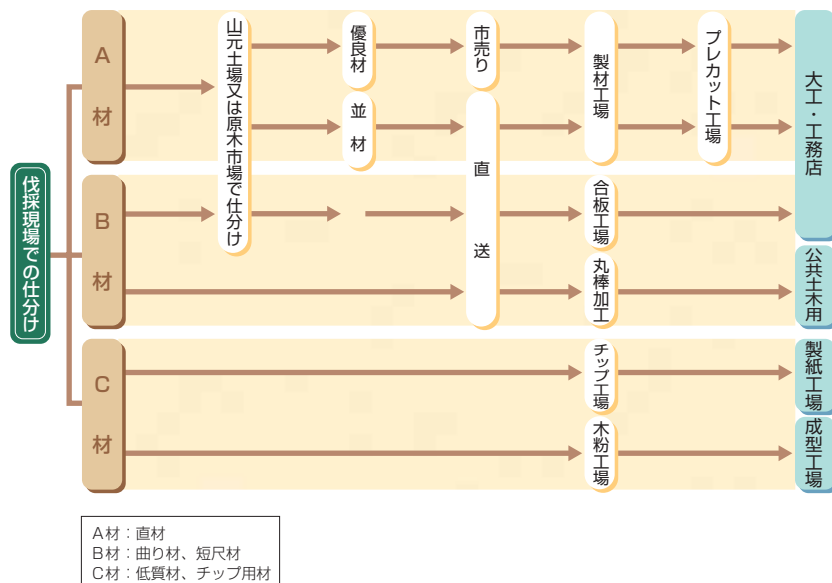 伐採現場での仕分け
A材
B材
C材
山元土場又は原木市場で仕分け
優良材
並材
市売り
直送
製材工場
合板工場
丸棒加工
チップ工場
木粉工場
プレカット工場
大工・工務店
公共土木用
製紙工場
成型工場
A材：直材
B材：曲り材、短尺材
C材：低質材、チップ用材